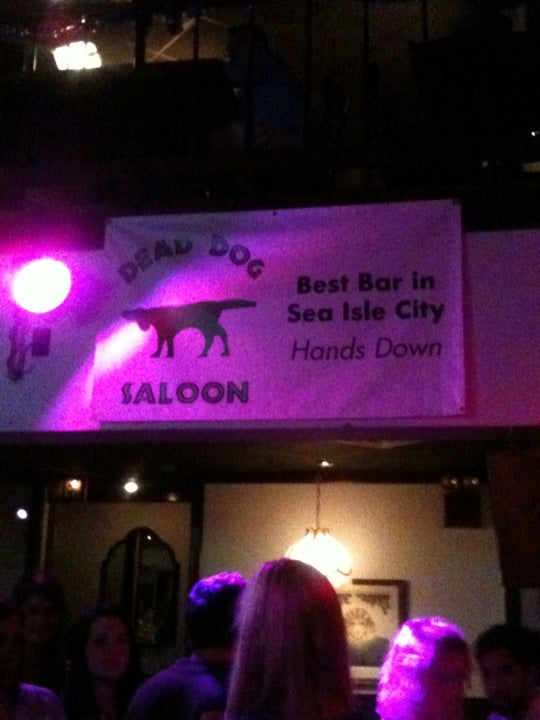 DEAD DOG
SALOON
Best Bar in
Sea Isle City
Hands Down